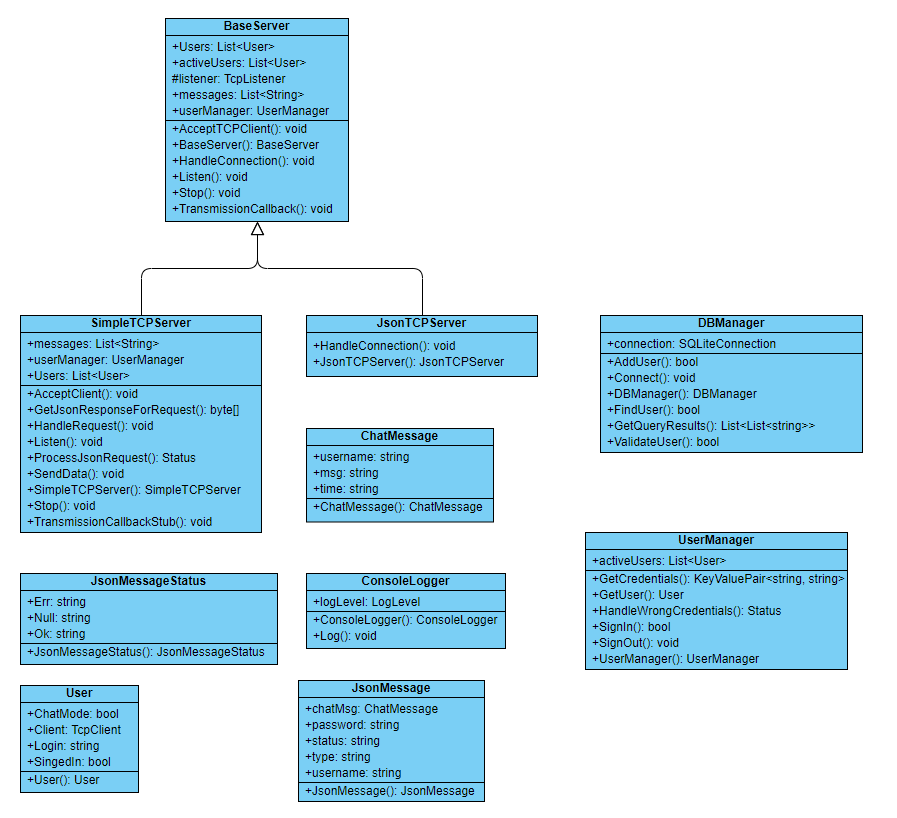 BaseServer
+Users: List<User>
+activeUsers: List<User>
#listener: TcpListener
+messages: List<String>
+userManager: UserManager
+AcceptTCPClient(): void
+BaseServer(): BaseServer
+HandleConnection(): void
+Listen(): void
+Stop(): void
+TransmissionCallback(): void
SimpleTCPServer
+messages: List<String>
+userManager: UserManager
+Users: List<User>
+AcceptClient(): void
+GetJsonResponseForRequest(): byte[]
+HandleRequest(): void
+Listen(): void
+ProcessJsonRequest(): Status
+SendData(): void
+SimpleTCPServer(): SimpleTCPServer
+Stop(): void
+TransmissionCallbackStub(): void
JsonTCPServer
+HandleConnection(): void
+JsonTCPServer(): JsonTCPServer
DBManager
+connection: SQLiteConnection
+AddUser(): bool
+Connect(): void
+DBManager(): DBManager
+FindUser(): bool
+GetQueryResults(): List<List<string>>
+ValidateUser(): bool
ChatMessage
+username: string
+msg: string
+time: string
+ChatMessage(): ChatMessage
UserManager
+activeUsers: List<User>
+GetCredentials(): KeyValuePair<string, string>
+GetUser(): User
+HandleWrongCredentials(): Status
+SignIn(): bool
+SignOut(): void
+UserManager(): UserManager
JsonMessageStatus
+Err: string
+Null: string
+Ok: string
+JsonMessageStatus(): JsonMessageStatus
ConsoleLogger
+logLevel: LogLevel
+ConsoleLogger(): ConsoleLogger
+Log(): void
User
+ChatMode: bool
+Client: TcpClient
+Login: string
+SingedIn: bool
+User(): User
JsonMessage
+chatMsg: ChatMessage
+password: string
+status: string
+type: string
+username: string
+JsonMessage(): JsonMessage